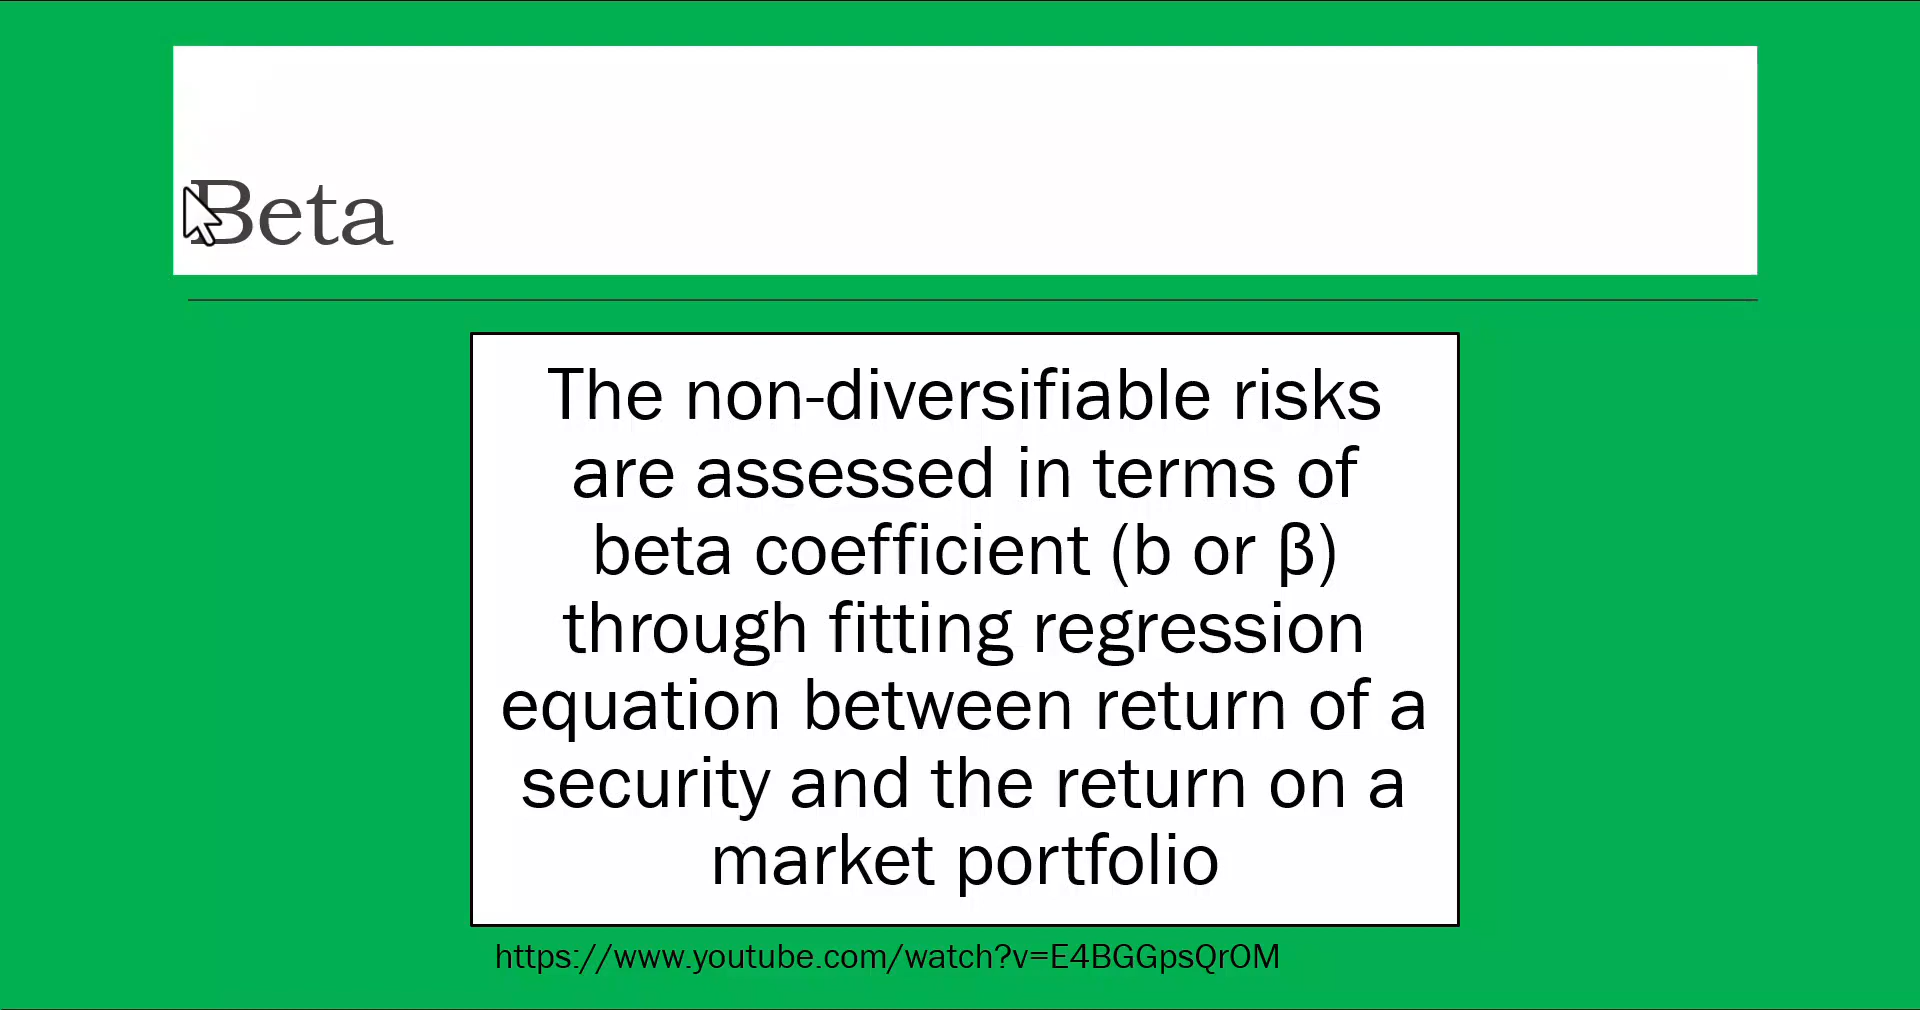 Beta
The non-diversifiable risks
are assessed in terms of
beta coefficient (b or β)
through fitting regression
equation between return of a
security and the return on a
market portfolio
https://www.youtube.com/watch?v=E4BGGpsQrOM